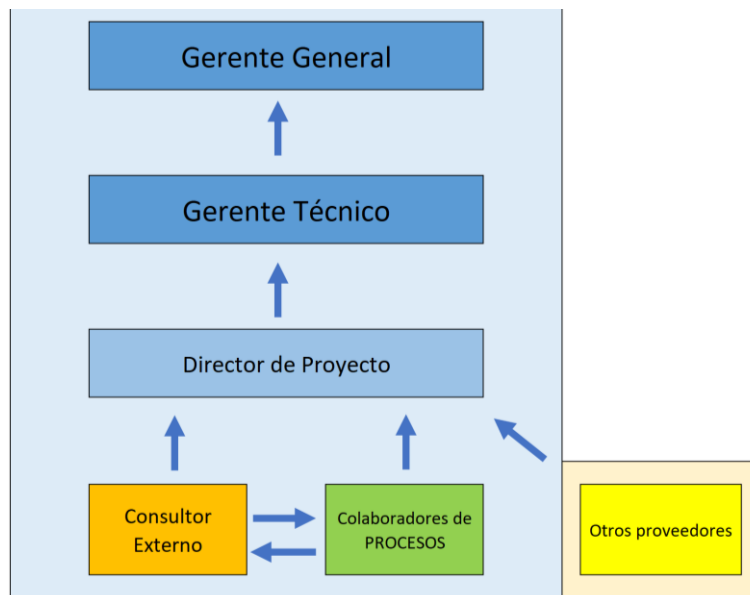 Gerente General
Gerente Técnico
Director de Proyecto
Consultor
Externo
Colaboradores de
PROCESOS
Otros proveedores